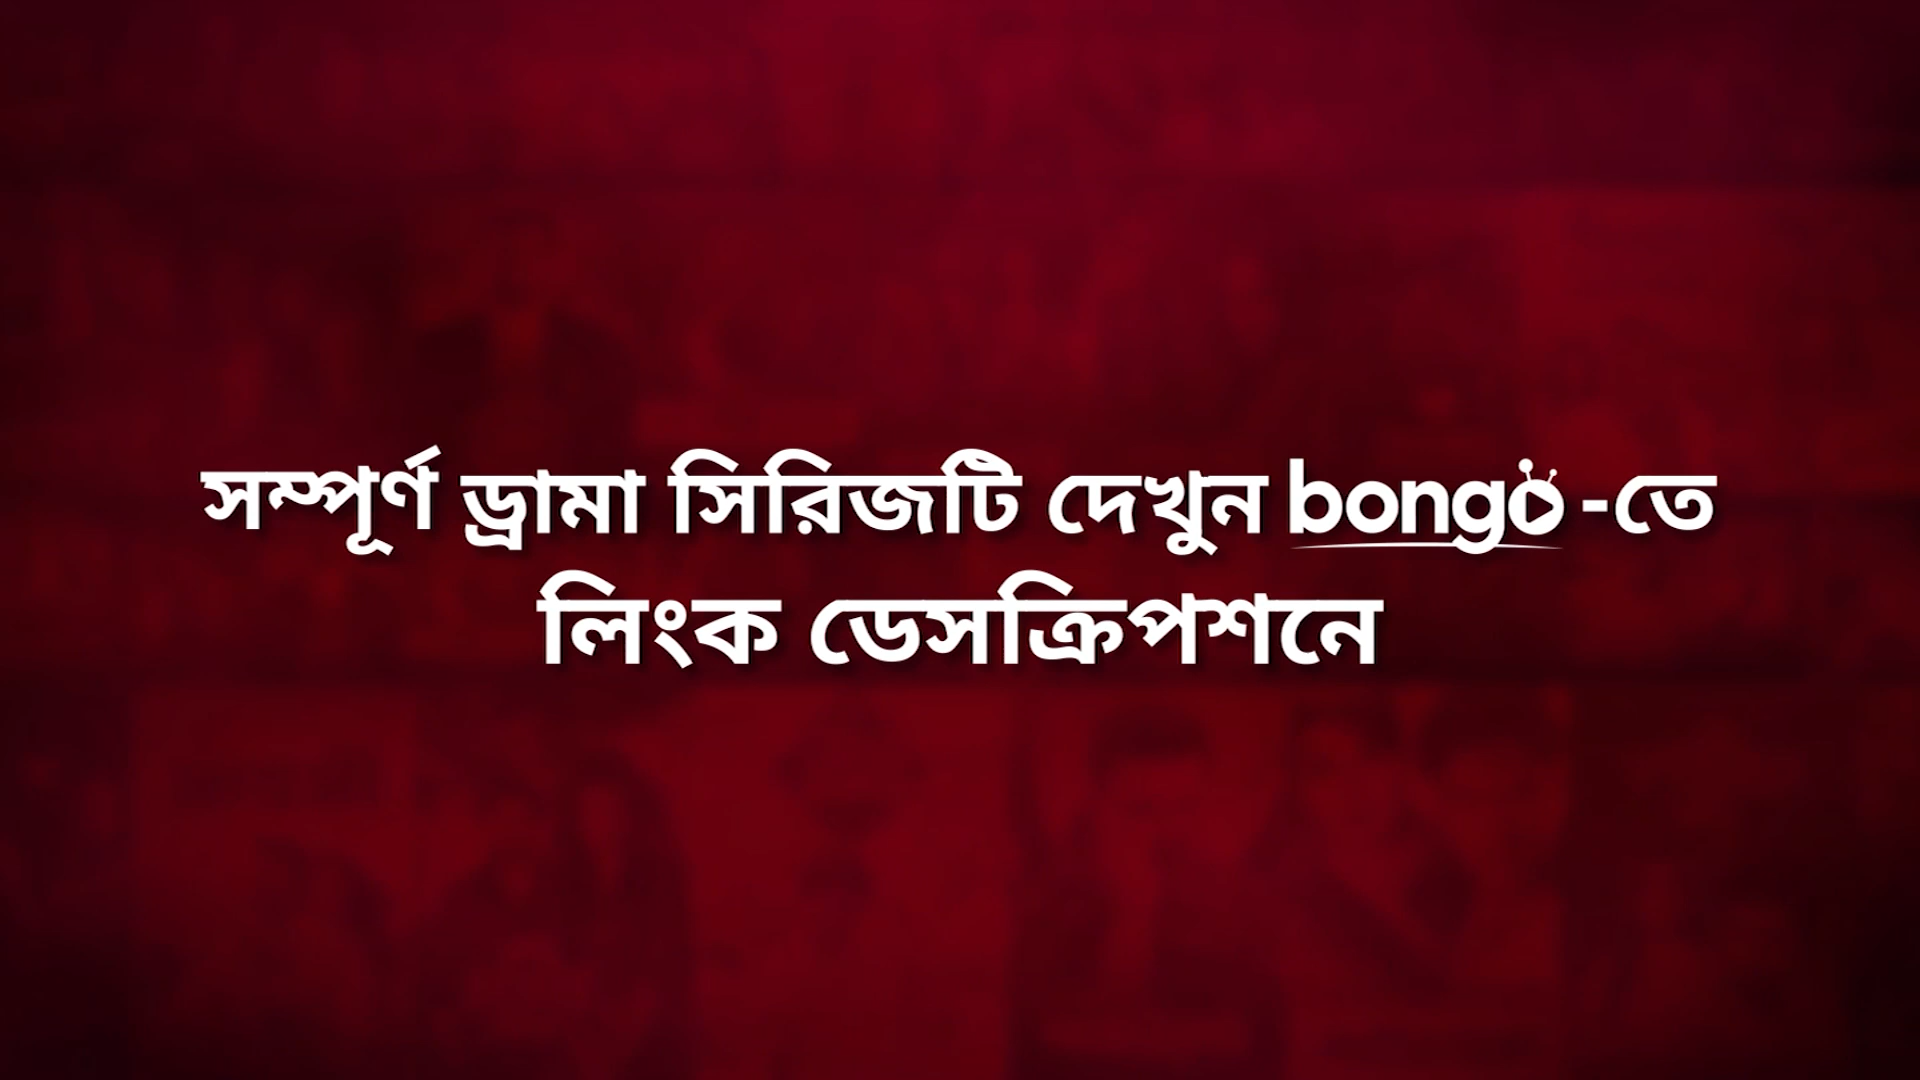 সম্পূর্ণ ড্রামা সিরিজটি দেখুন bongo -তে
লিংক ডেসক্রিপশনে